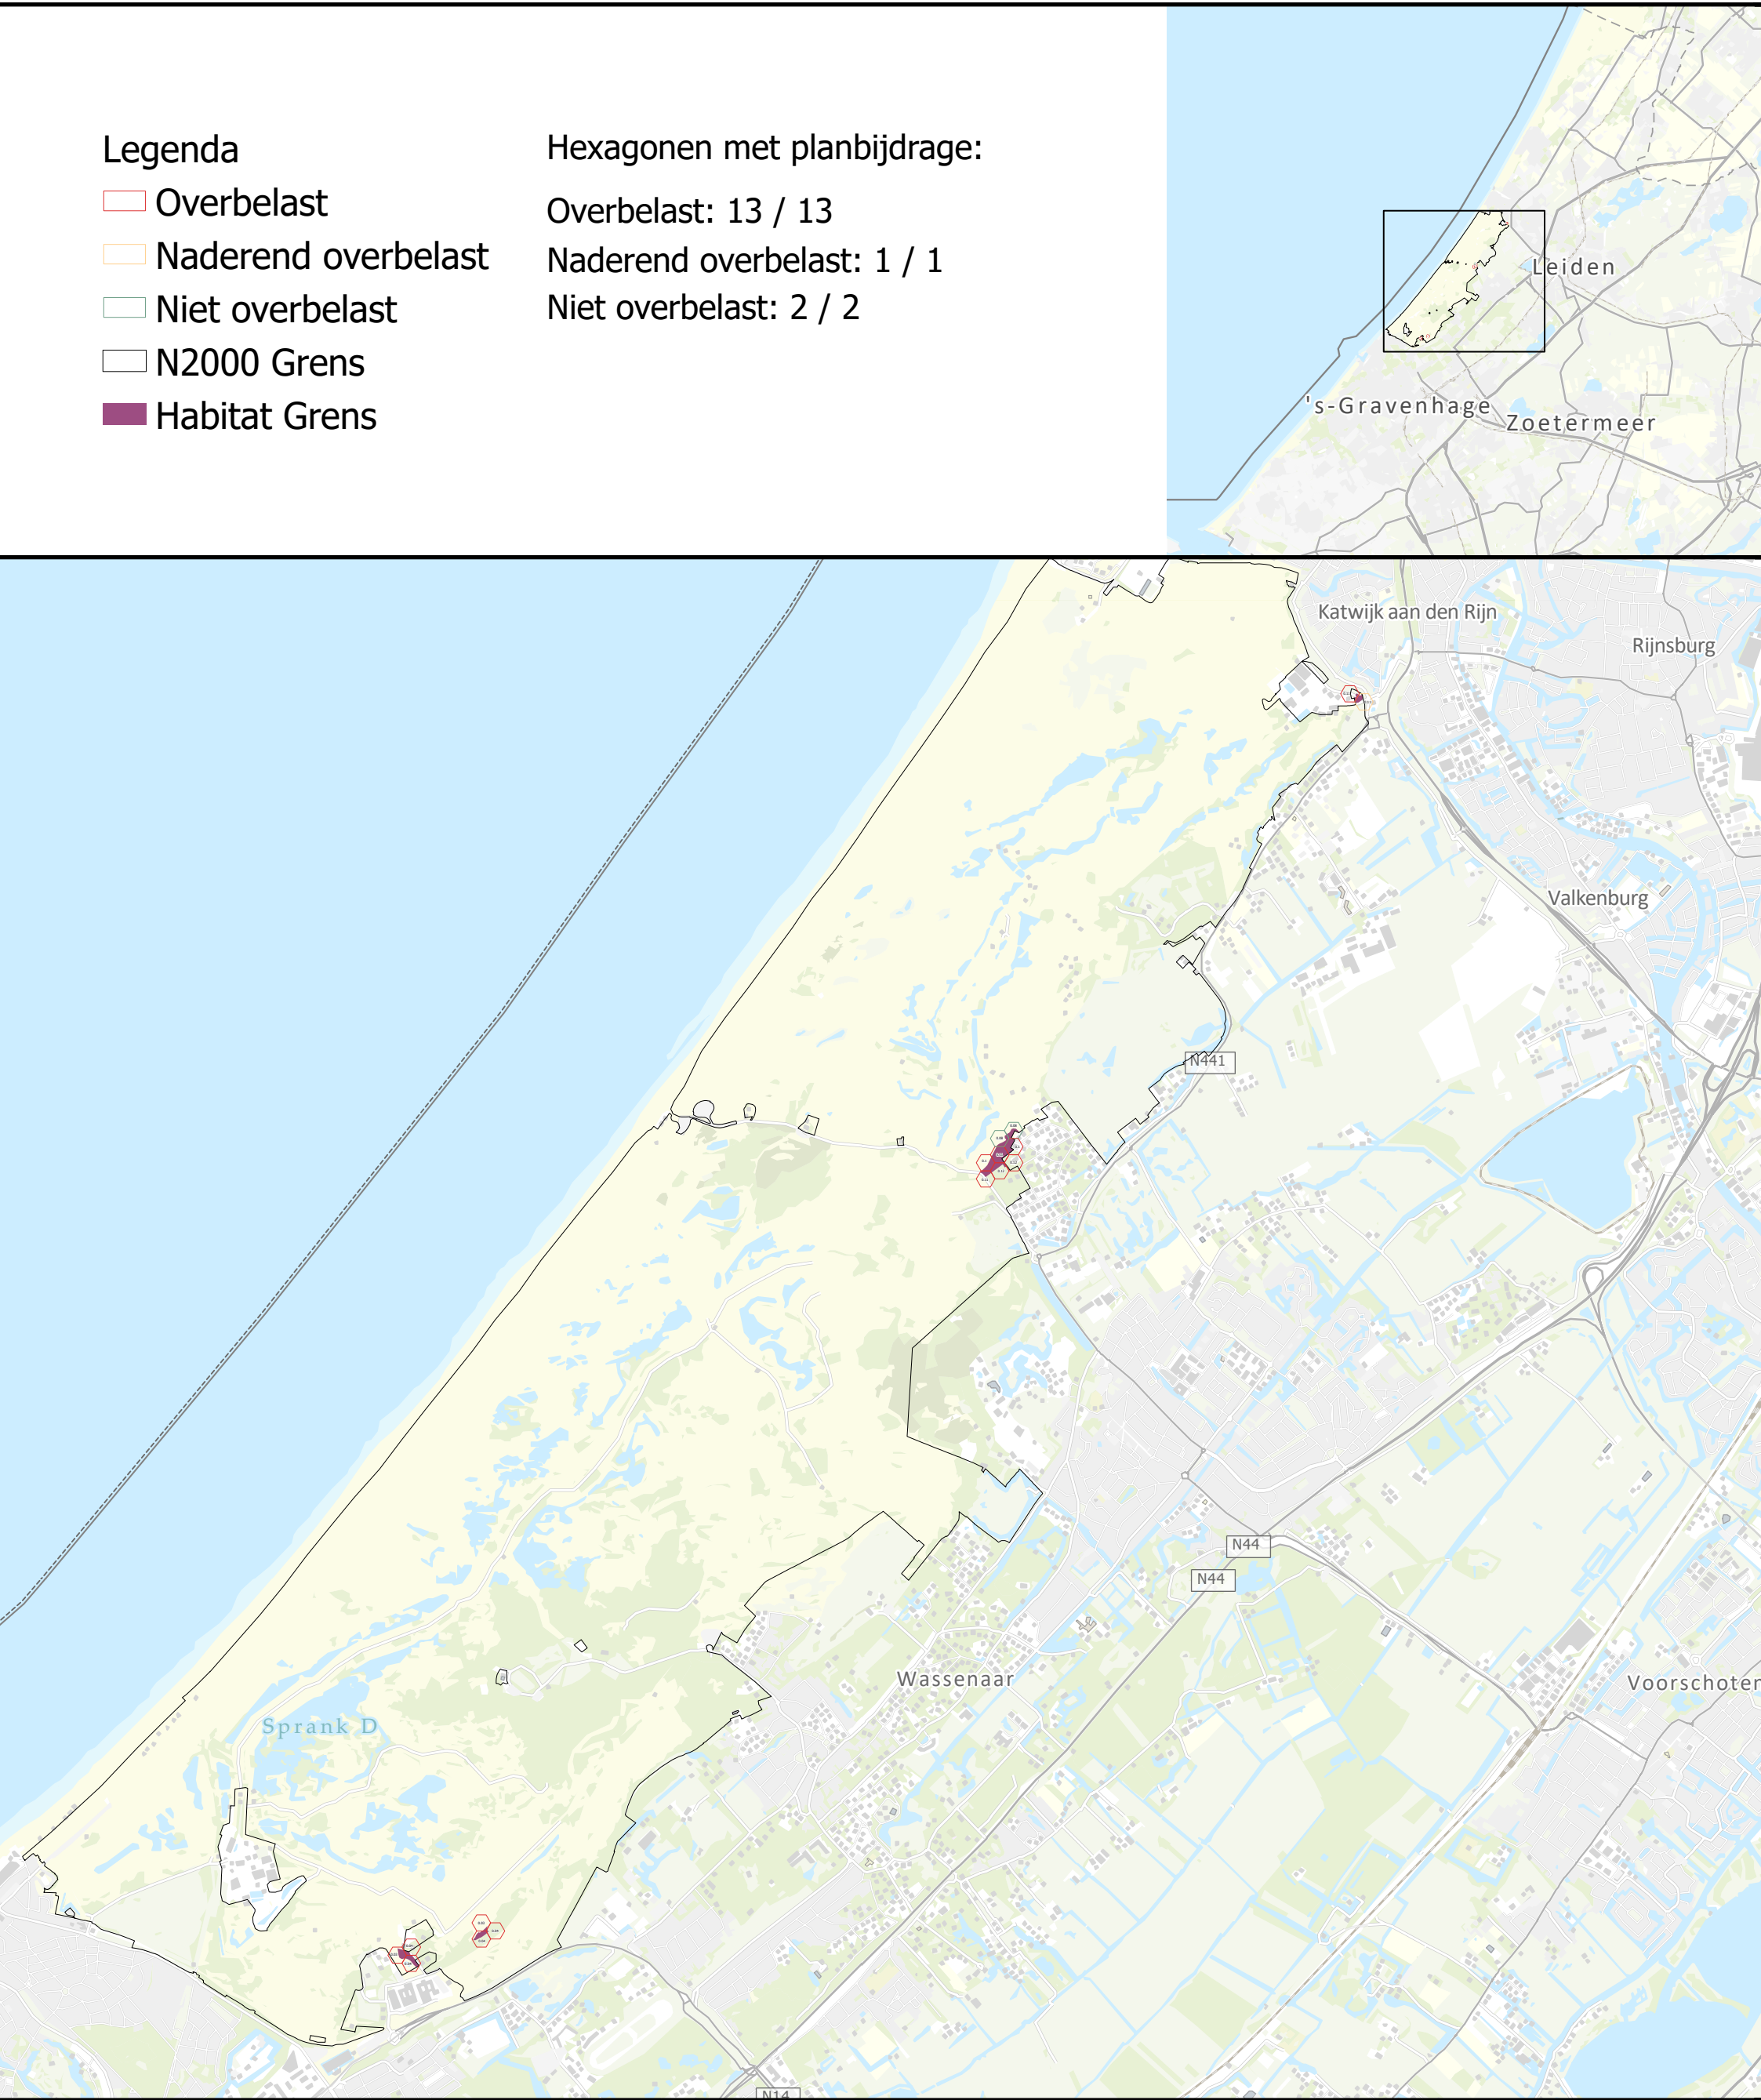 Legenda
Overbelast
Naderend overbelast
Niet overbelast
N2000 Grens
Habitat Grens
Hexagonen met planbijdrage:
Overbelast: 13 / 13
Naderend overbelast: 1 / 1
Niet overbelast: 2 / 2
Leiden
's-Gravenhage
Zoetermeer
Katwijk aan den Rijn
Rijnsburg
Valkenburg
N441
N44
N44
Wassenaar
Voorschoten
Sprank D
N14